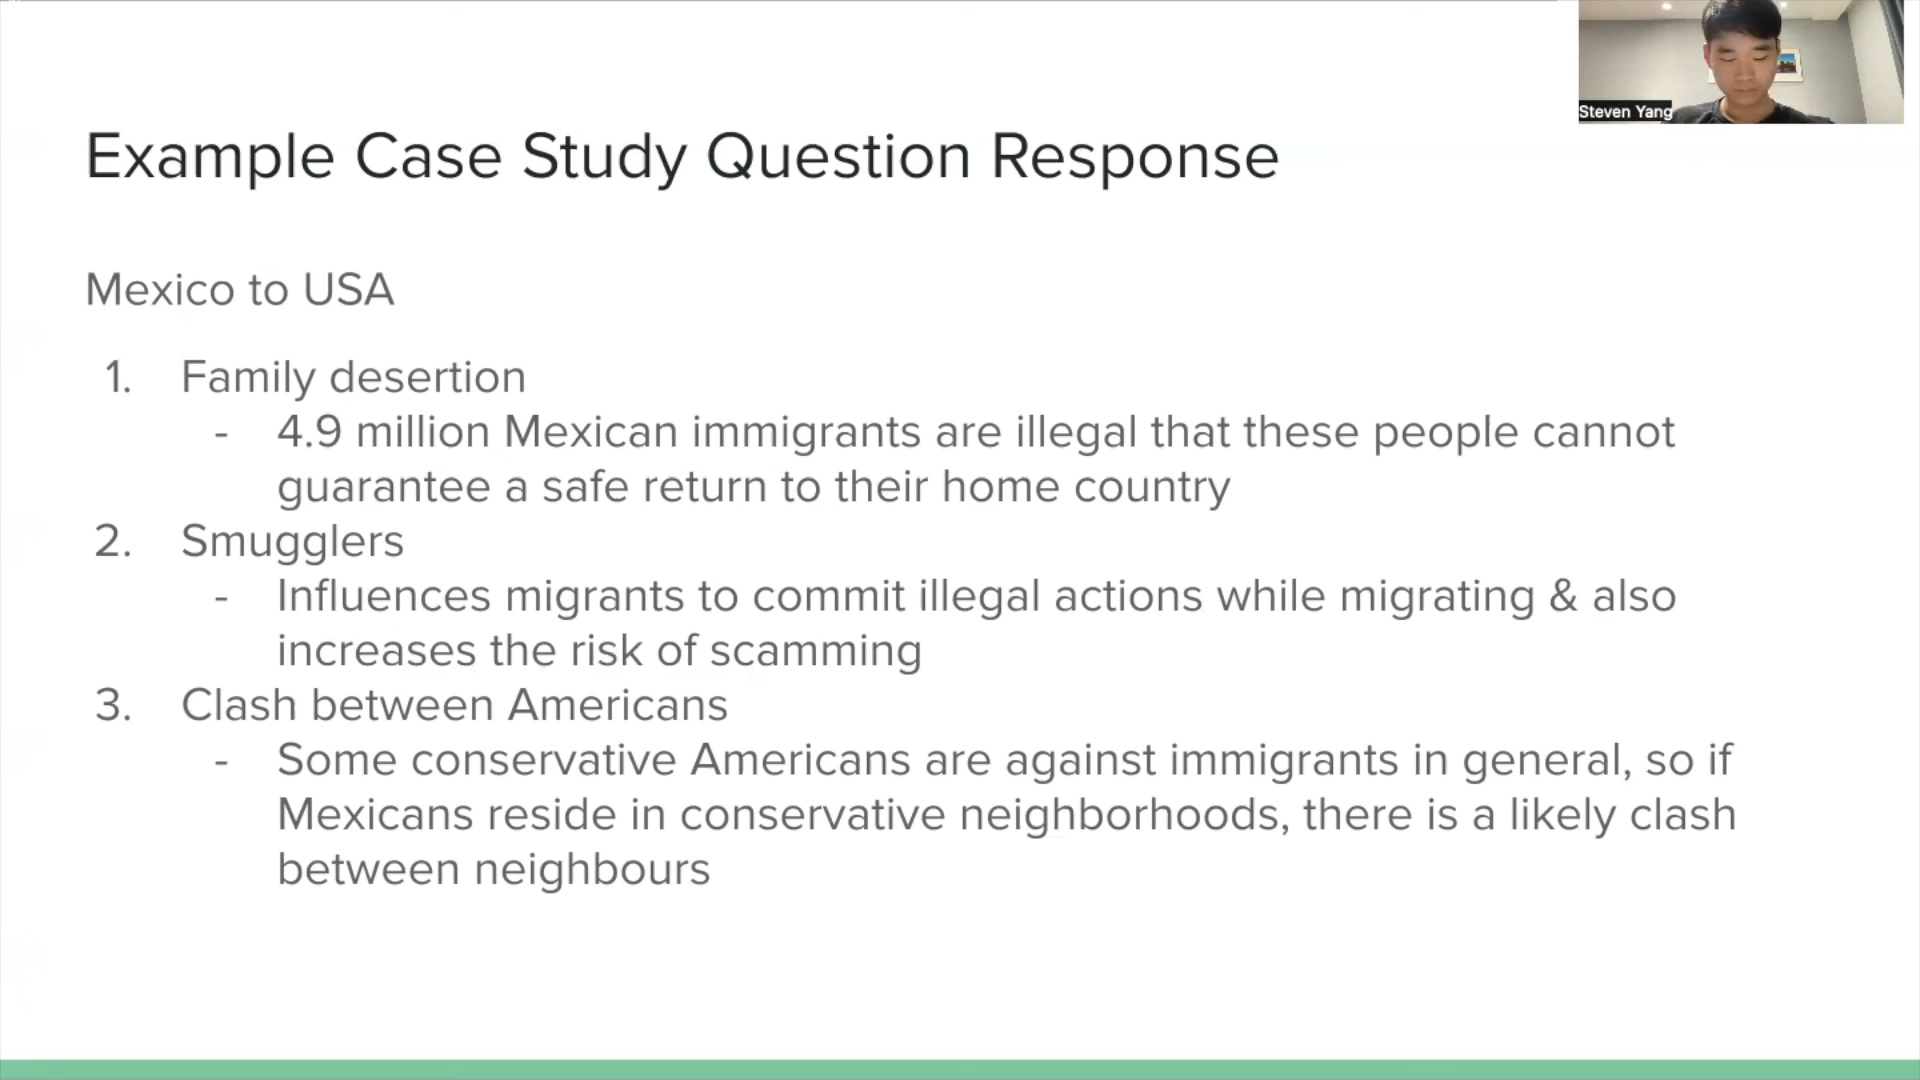 Steven Yang
Example Case Study Question Response
Mexico to USA
1. Family desertion
- 4.9 million Mexican immigrants are illegal that these people cannot
guarantee a safe return to their home country
2. Smugglers
- Influences migrants to commit illegal actions while migrating & also
increases the risk of scamming
3. Clash between Americans
- Some conservative Americans are against immigrants in general, so if
Mexicans reside in conservative neighborhoods, there is a likely clash
between neighbours